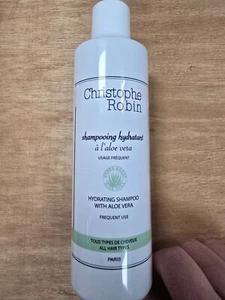 Christophe
Robin
shampooing hydratant
à l'aloe vera
USAGE FRÉQUENT
HYDRATING SHAMPOO
WITH ALOE VERA
FREQUENT USE
TOUS TYPES DE CHEVEUX
ALL HAIR TYPES
PARIS